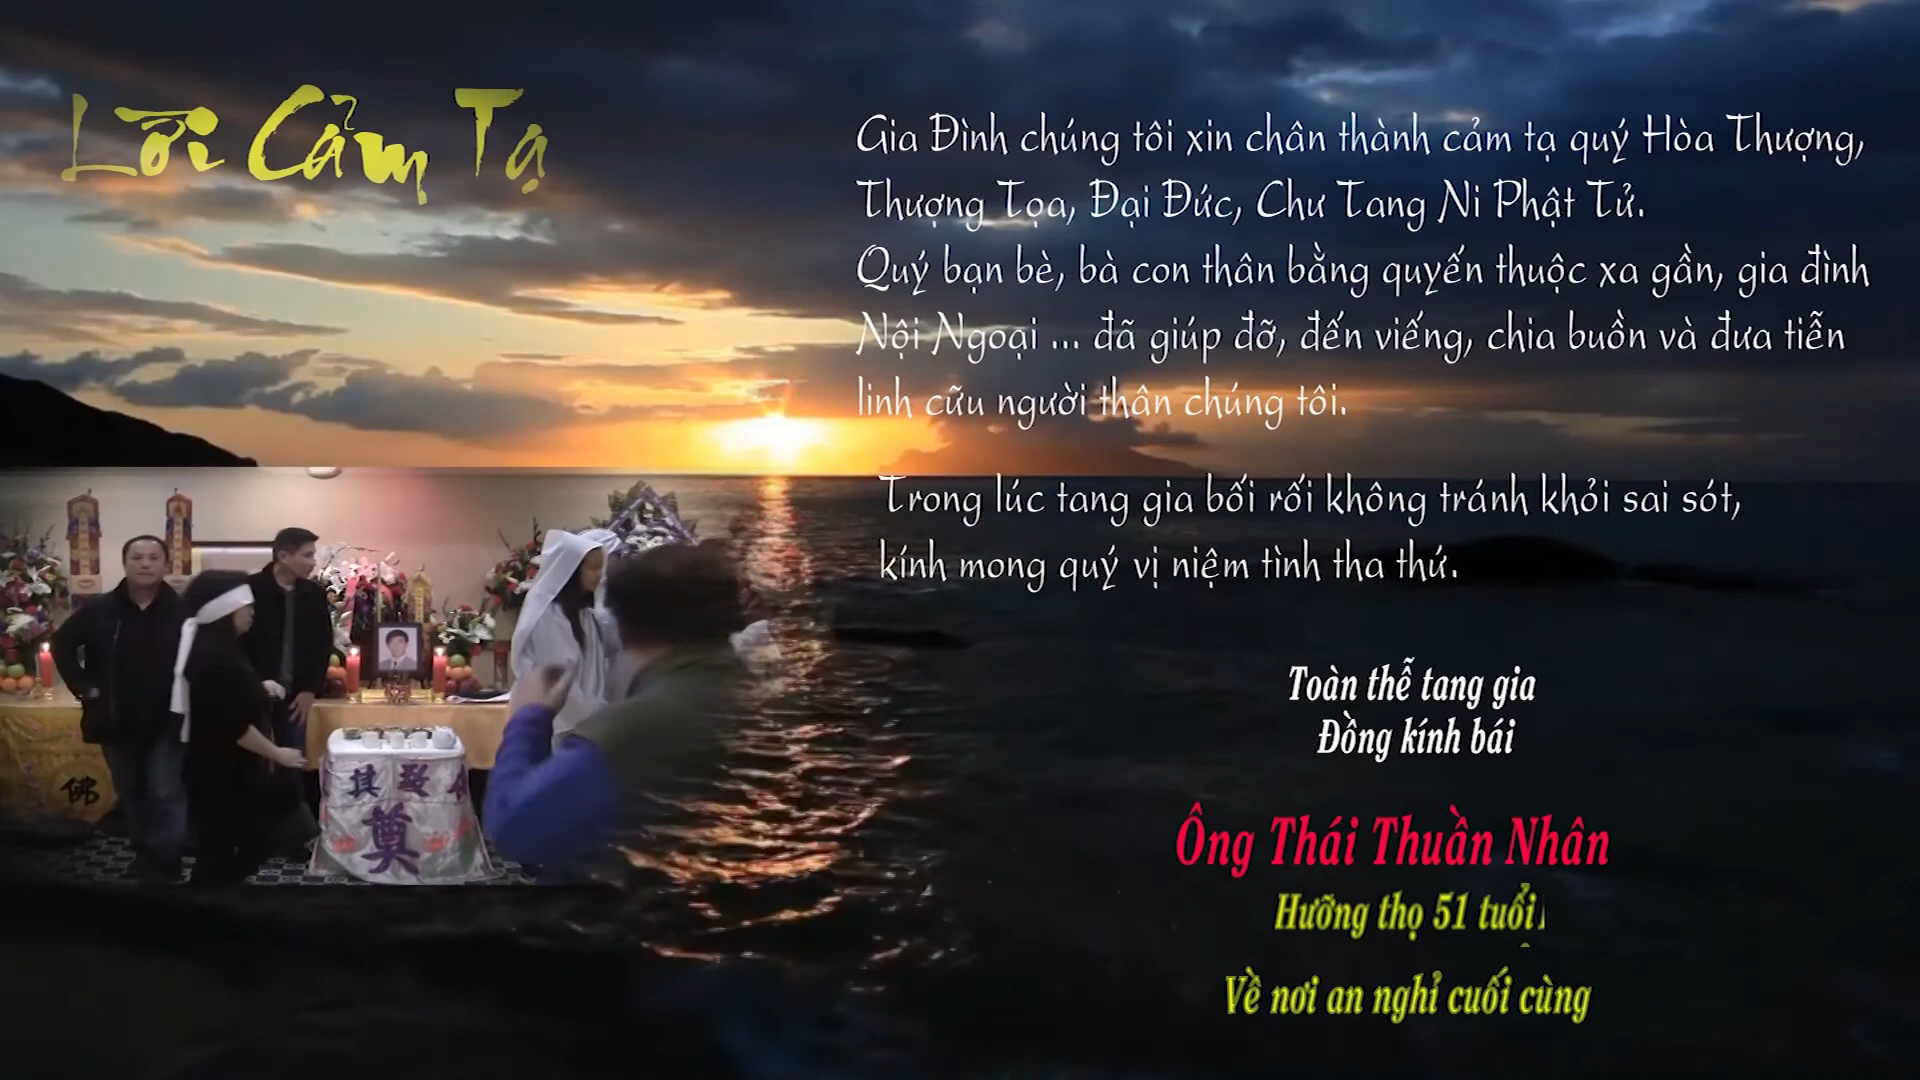 Lời Cảm Tạ
Gia Đình chúng tôi xin chân thành cảm tạ quý Hòa Thượng,
Thượng Tọa, Đại Đức, Chư Tang Ni Phật Tử.
Quý bạn bè, bà con thân bằng quyến thuộc xa gần, gia đình
Nội Ngoại ... đã giúp đỡ, đến viếng, chia buồn và đưa tiễn
linh cữu người thân chúng tôi.
Trong lúc tang gia bối rối không tránh khỏi sai sót,
kính mong quý vị niệm tình tha thứ.
Toàn thễ tang gia
Đồng kính bái
Ông Thái Thuần Nhân
Hưỡng thọ 51 tuổi
Về nơi an nghỉ cuối cùng
佛
奠